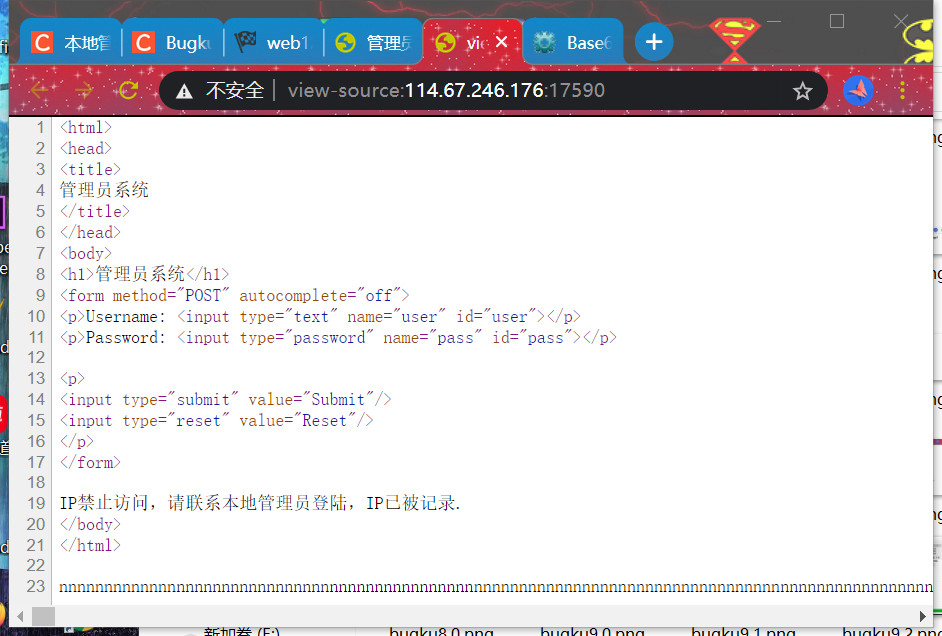 本地管 Bugku web1 管理员 vie Base6
不安全 view-source:114.67.246.176:17590
1 <html>
2 <head>
3 <title>
4 管理员系统
5 </title>
6 </head>
7 <body>
8 <h1>管理员系统</h1>
9 <form method="POST" autocomplete="off">
10 <p>Username: <input type="text" name="user" id="user"></p>
11 <p>Password: <input type="password" name="pass" id="pass"></p>
12
13 <p>
14 <input type="submit" value="Submit"/>
15 <input type="reset" value="Reset"/>
16 </p>
17 </form>
18
19 IP禁止访问，请联系本地管理员登陆，IP已被记录.
20 </body>
21 </html>
22
23 nnnnnnnnnnnnnnnnnnnnnnnnnnnnnnnnnnnnnnnnnnnnnnnnnnnnnnnnnnnnnnnnnnnnnnnnnnnnnnnnnnnnnnnnnnnnnnnnn
新加卷 (E:) bugku8.0.png bugku9.0.png bugku9.1.png bugku9.2.png